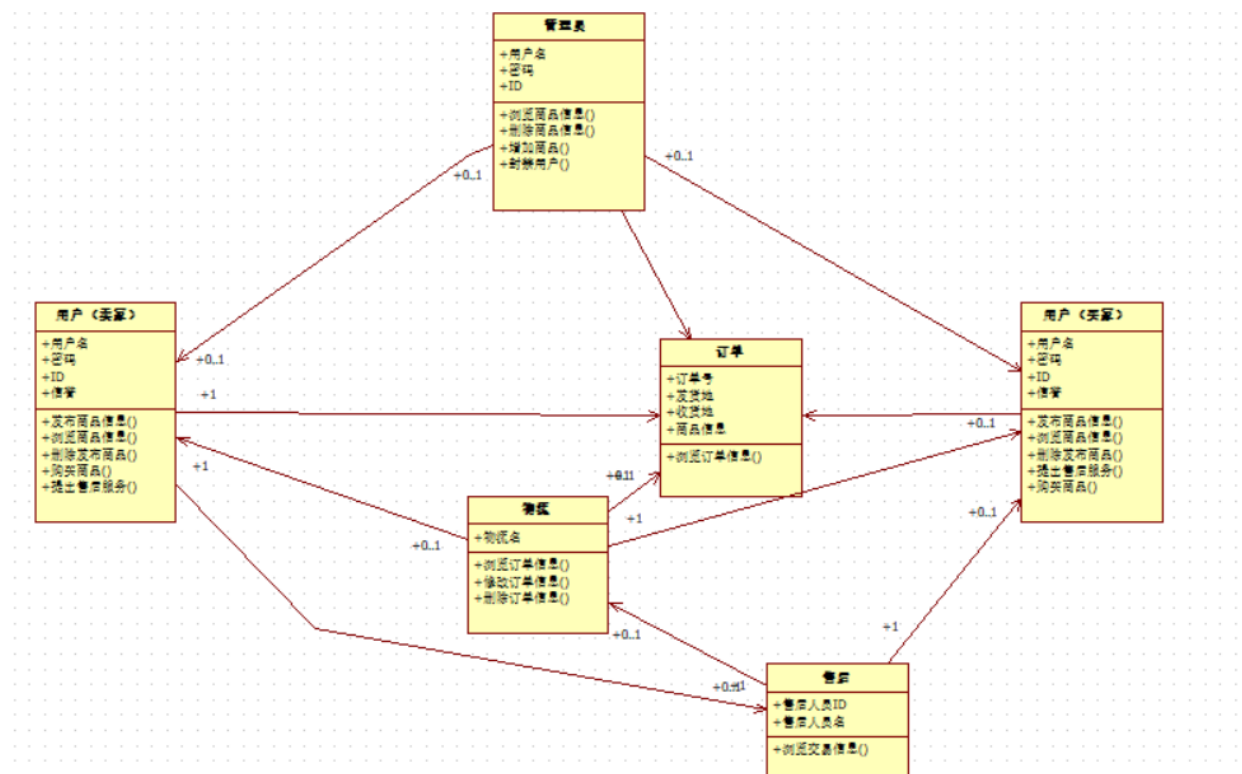 管理员
+用户名
+密码
+ID
+浏览商品信息()
+删除商品信息()
+增加商品()
+封禁用户()
+0..1
+0..1
用户（卖家）
+用户名
+密码
+ID
+信誉
+发布商品信息()
+浏览商品信息()
+删除发布商品()
+购买商品()
+提出售后服务()
+0..1
+1
+1
订单
+订单号
+发货地
+收货地
+商品信息
+浏览订单信息()
用户（买家）
+用户名
+密码
+ID
+信誉
+发布商品信息()
+浏览商品信息()
+删除发布商品()
+提出售后服务()
+购买商品()
+0..1
+0..1
物流
+物流名
+浏览订单信息()
+修改订单信息()
+删除订单信息()
+1
+0..1
+0..1
+1
售后
+售后人员ID
+售后人员名
+浏览交易信息()